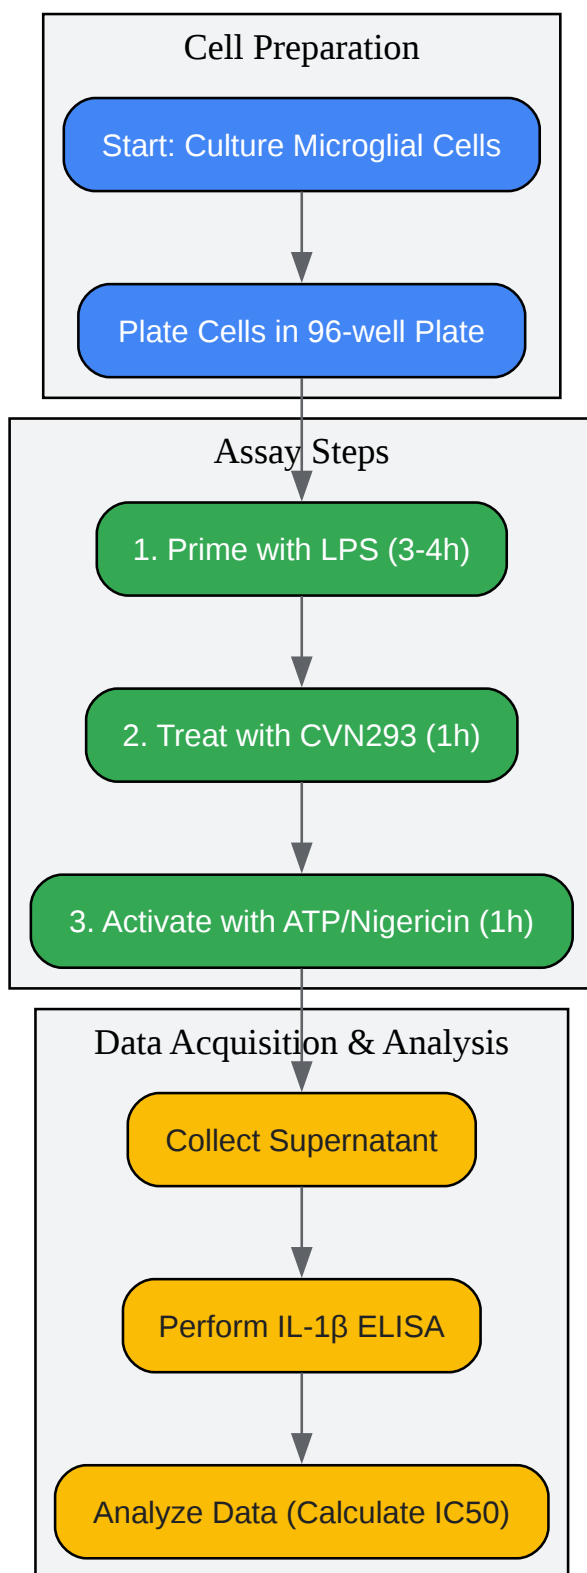 Cell Preparation
Start: Culture Microglial Cells
Plate Cells in 96-well Plate
Assay Steps
1. Prime with LPS (3-4h)
2. Treat with CVN293 (1h)
3. Activate with ATP/Nigericin (1h)
Data Acquisition & Analysis
Collect Supernatant
Perform IL-1β ELISA
Analyze Data (Calculate IC50)